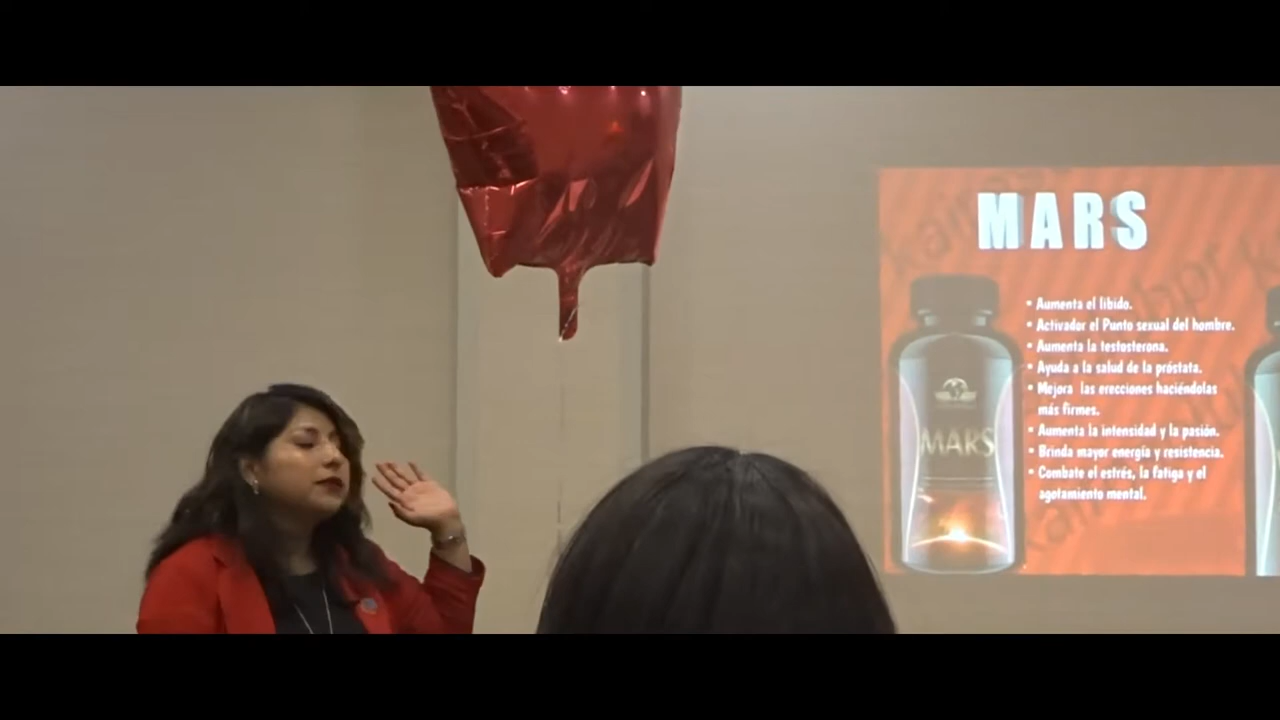 MARS
• Aumenta el libido.
• Activador el Punto sexual del hombre.
• Aumenta la testosterona.
• Ayuda a la salud de la próstata.
• Mejora las erecciones haciéndolas
más firmes.
• Aumenta la intensidad y la pasión.
• Brinda mayor energía y resistencia.
• Combate el estrés, la fatiga y el
agotamiento mental.
MARS